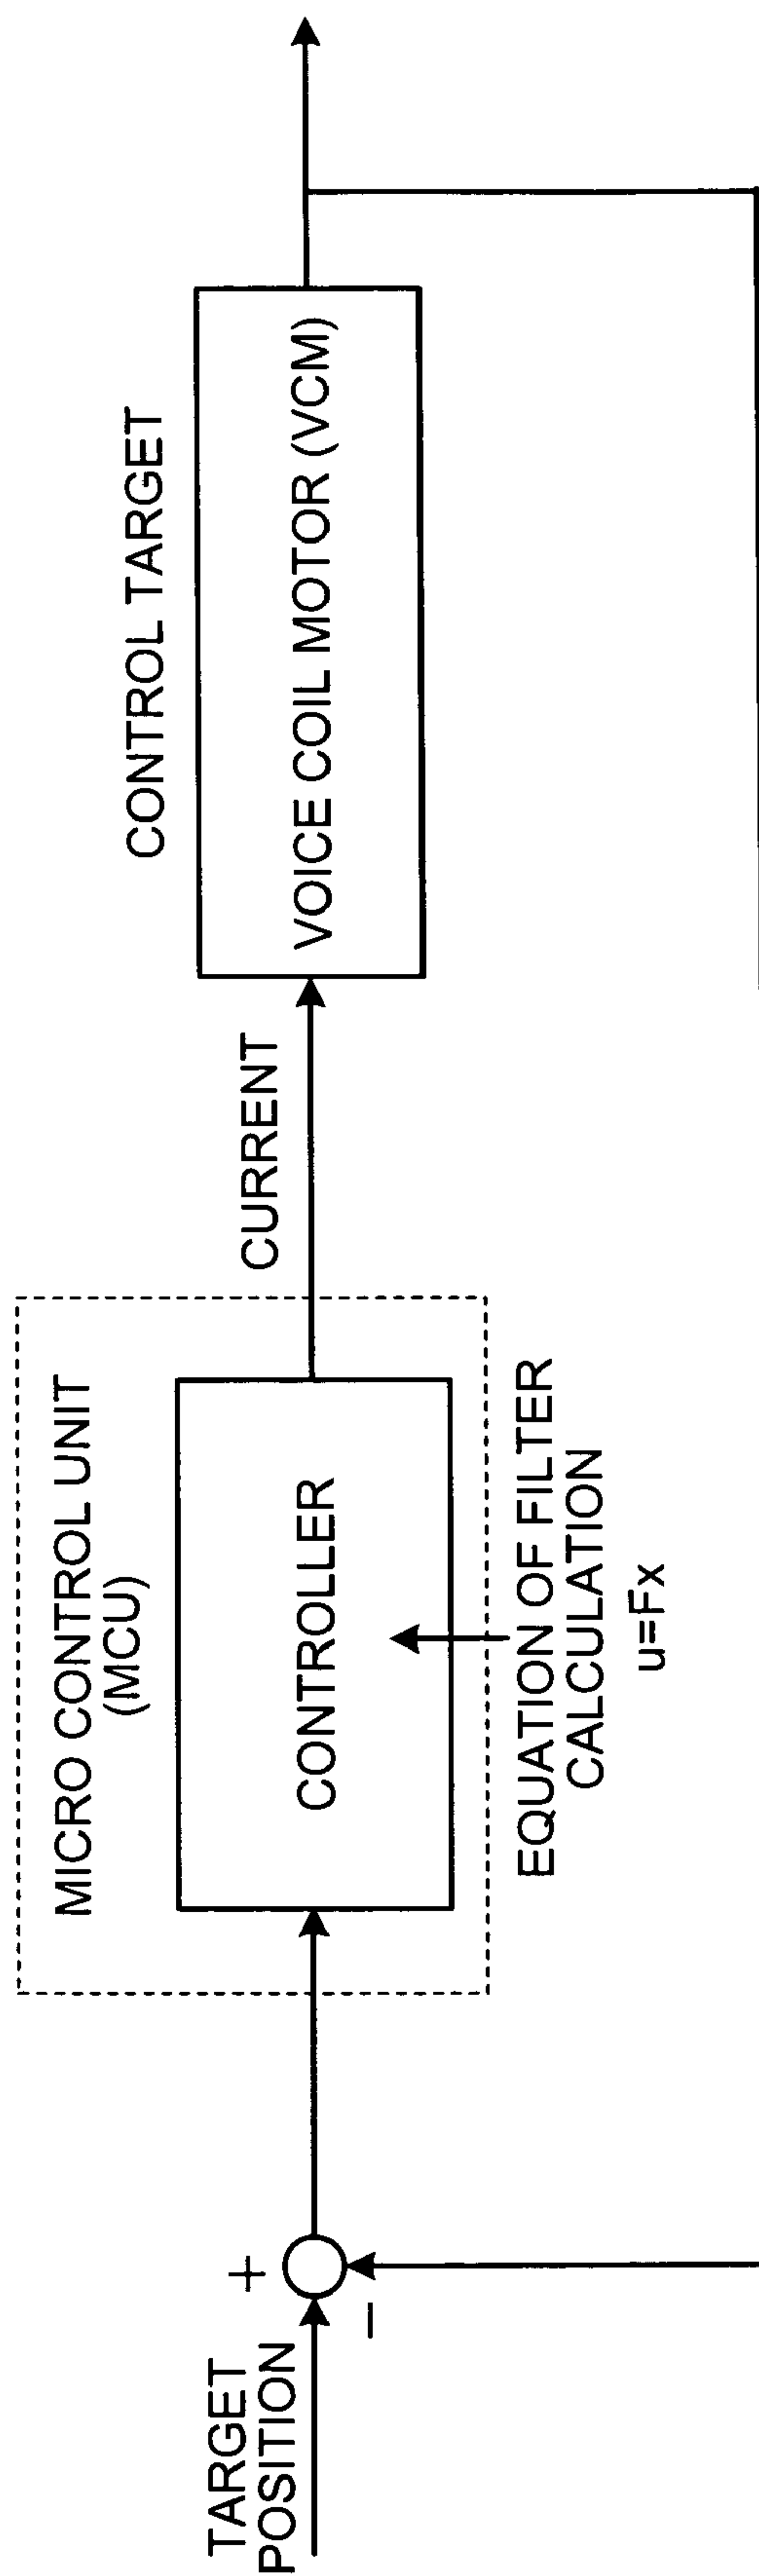 TARGET
POSITION
+
−
MICRO CONTROL UNIT
(MCU)
CONTROLLER
EQUATION OF FILTER
CALCULATION
u=Fx
CURRENT
CONTROL TARGET
VOICE COIL MOTOR (VCM)